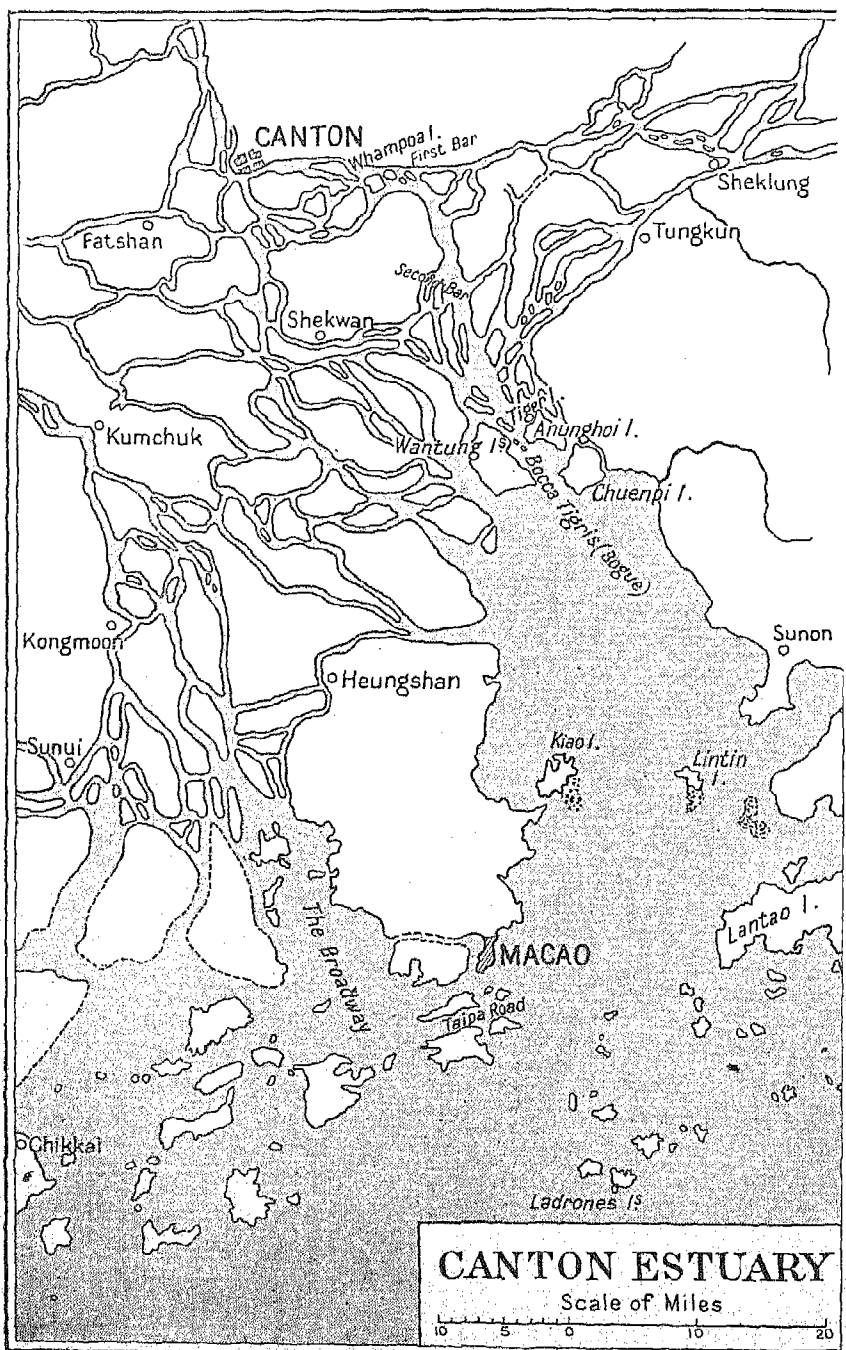 CANTON
Whampoa I.
First Bar
Sheklung
Fatshan
Tungkun
Second Bar
Shekwan
Tiger I.
Kumchuk
Wantung Is
Anunghoi I.
Chuenpi I.
Bocca Tigris (Bogue)
Kongmoon
Sunon
Heungshan
Sunui
Kiao I.
Lintin
I.
The Broadway
Lantao I.
MACAO
Taipa Road
Chikkai
Ladrones Is
CANTON ESTUARY
Scale of Miles
10 5 0 10 20